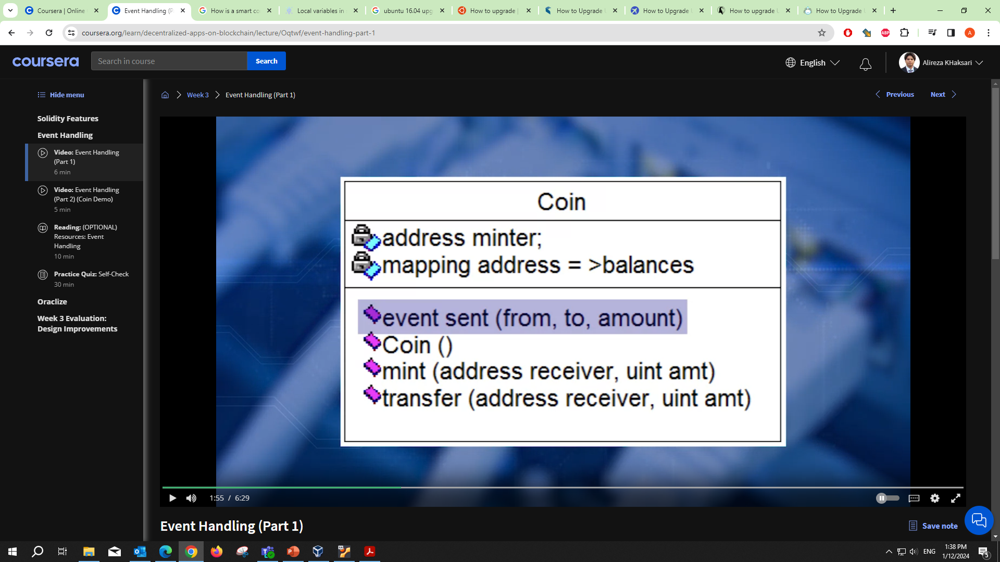 Coursera | Online
Event Handling (P
How is a smart co
Local variables in
ubuntu 16.04 upg
How to upgrade
How to Upgrade
How to Upgrade
How to upgrade
How to Upgrade
coursera.org/learn/decentralized-apps-on-blockchain/lecture/Oqtwf/event-handling-part-1
ABP
A
coursera
Search in course
Search
English
Alireza KHaksari
Hide menu
Week 3
Event Handling (Part 1)
Previous
Next
Solidity Features
Event Handling
Video: Event Handling
(Part 1)
6 min
Video: Event Handling
(Part 2) (Coin Demo)
5 min
Reading: (OPTIONAL)
Resources: Event
Handling
10 min
Practice Quiz: Self-Check
30 min
Oraclize
Week 3 Evaluation:
Design Improvements
Coin
address minter;
mapping address = >balances
event sent (from, to, amount)
Coin ()
mint (address receiver, uint amt)
transfer (address receiver, uint amt)
1:55 / 6:29
Event Handling (Part 1)
Save note
ENG
1:38 PM
1/12/2024
5